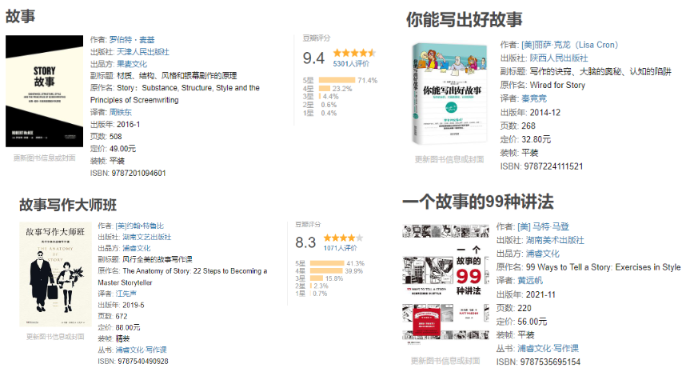 故事
作者: 罗伯特·麦基
出版社: 天津人民出版社
出品方: 果麦文化
副标题: 材质、结构、风格和银幕剧作的原理
原作名: Story: Substance, Structure, Style and the
Principles of Screenwriting
译者: 周铁东
出版年: 2016-1
页数: 508
定价: 49.00元
装帧: 平装
ISBN: 9787201094601
STORY
故事
更新图书信息或封面
豆瓣评分
9.4
5301人评价
5星 71.4%
4星 23.2%
3星 4.4%
2星 0.6%
1星 0.4%
你能写出好故事
作者: [美]丽萨·克龙（Lisa Cron）
出版社: 陕西人民出版社
副标题: 写作的诀窍、大脑的奥秘、认知的陷阱
原作名: Wired for Story
译者: 秦竞竞
出版年: 2014-12
页数: 268
定价: 32.80元
装帧: 平装
ISBN: 9787224111521
你能写出好故事
更新图书信息或封面
故事写作大师班
作者: [美]约翰·特鲁比
出版社: 湖南文艺出版社
出品方: 浦睿文化
副标题: 风行全美的故事写作课
原作名: The Anatomy of Story: 22 Steps to Becoming a
Master Storyteller
译者: 江先声
出版年: 2019-5
页数: 672
定价: 88.00元
装帧: 精装
丛书: 浦睿文化·写作课
ISBN: 9787540490928
故事写作大师班
更新图书信息或封面
豆瓣评分
8.3
1071人评价
5星 41.3%
4星 39.9%
3星 15.8%
2星 2.3%
1星 0.7%
一个故事的99种讲法
作者: [美] 马特·马登
出版社: 湖南美术出版社
出品方: 浦睿文化
原作名: 99 Ways to Tell a Story: Exercises in Style
译者: 黄远帆
出版年: 2021-11
页数: 220
定价: 56.00元
装帧: 平装
丛书: 浦睿文化·写作课
ISBN: 9787535695154
一个
故事的
99
种讲法
更新图书信息或封面